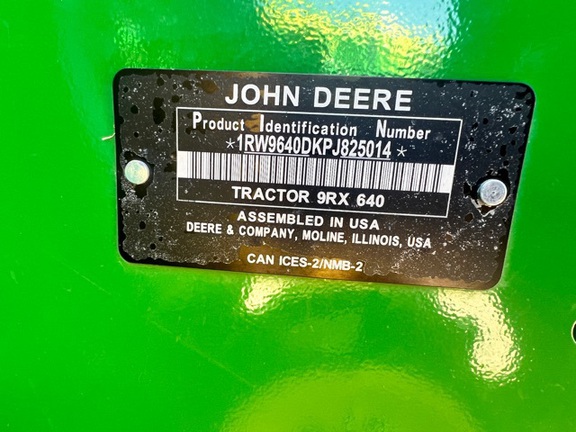 JOHN DEERE
Product Identification Number
*1RW9640DKPJ825014*
TRACTOR 9RX 640
ASSEMBLED IN USA
DEERE & COMPANY, MOLINE, ILLINOIS, USA
CAN ICES-2/NMB-2